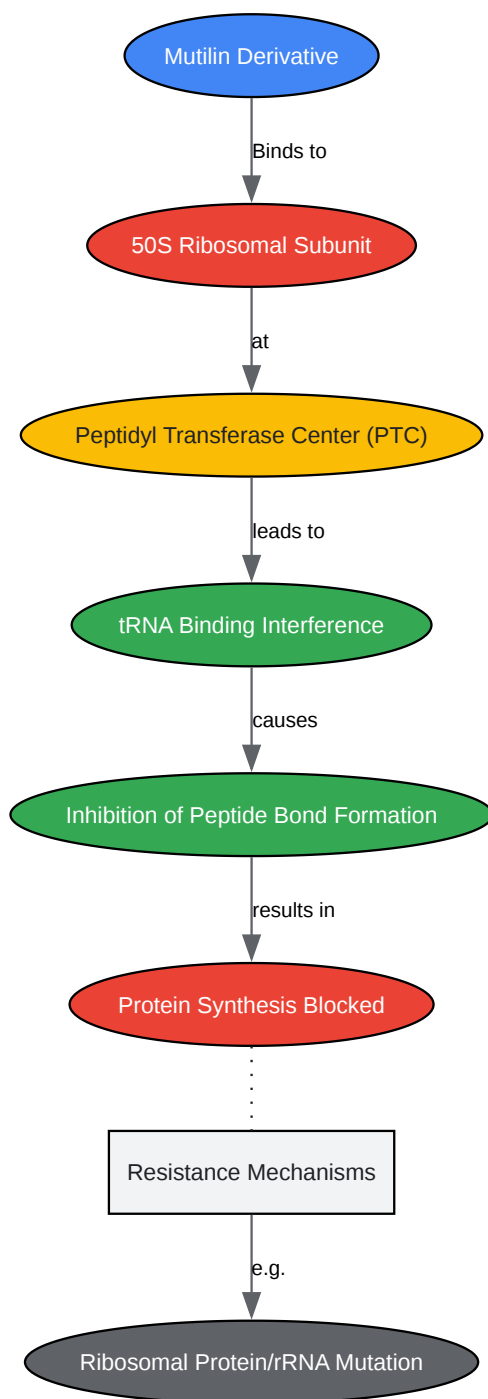 Mutilin Derivative
Binds to
50S Ribosomal Subunit
at
Peptidyl Transferase Center (PTC)
leads to
tRNA Binding Interference
causes
Inhibition of Peptide Bond Formation
results in
Protein Synthesis Blocked
Resistance Mechanisms
e.g.
Ribosomal Protein/rRNA Mutation